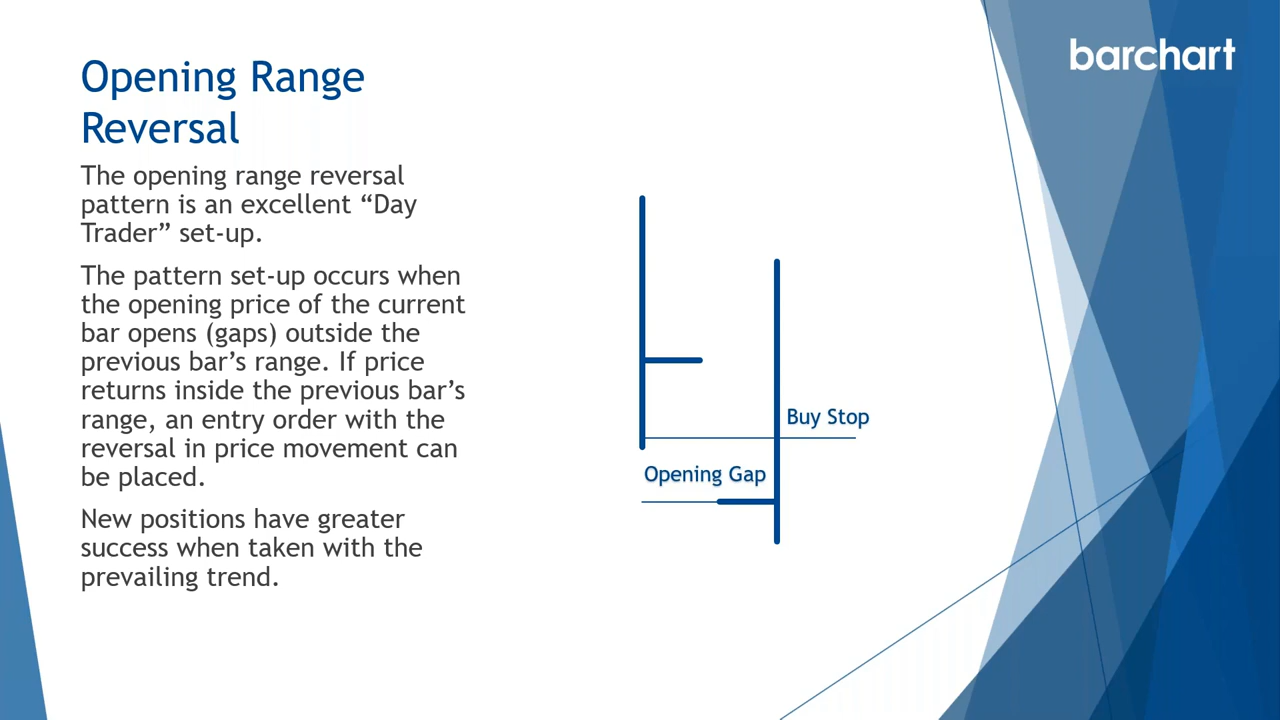 barchart
Opening Range
Reversal
The opening range reversal
pattern is an excellent “Day
Trader” set-up.
The pattern set-up occurs when
the opening price of the current
bar opens (gaps) outside the
previous bar’s range. If price
returns inside the previous bar’s
range, an entry order with the
reversal in price movement can
be placed.
New positions have greater
success when taken with the
prevailing trend.
Buy Stop
Opening Gap